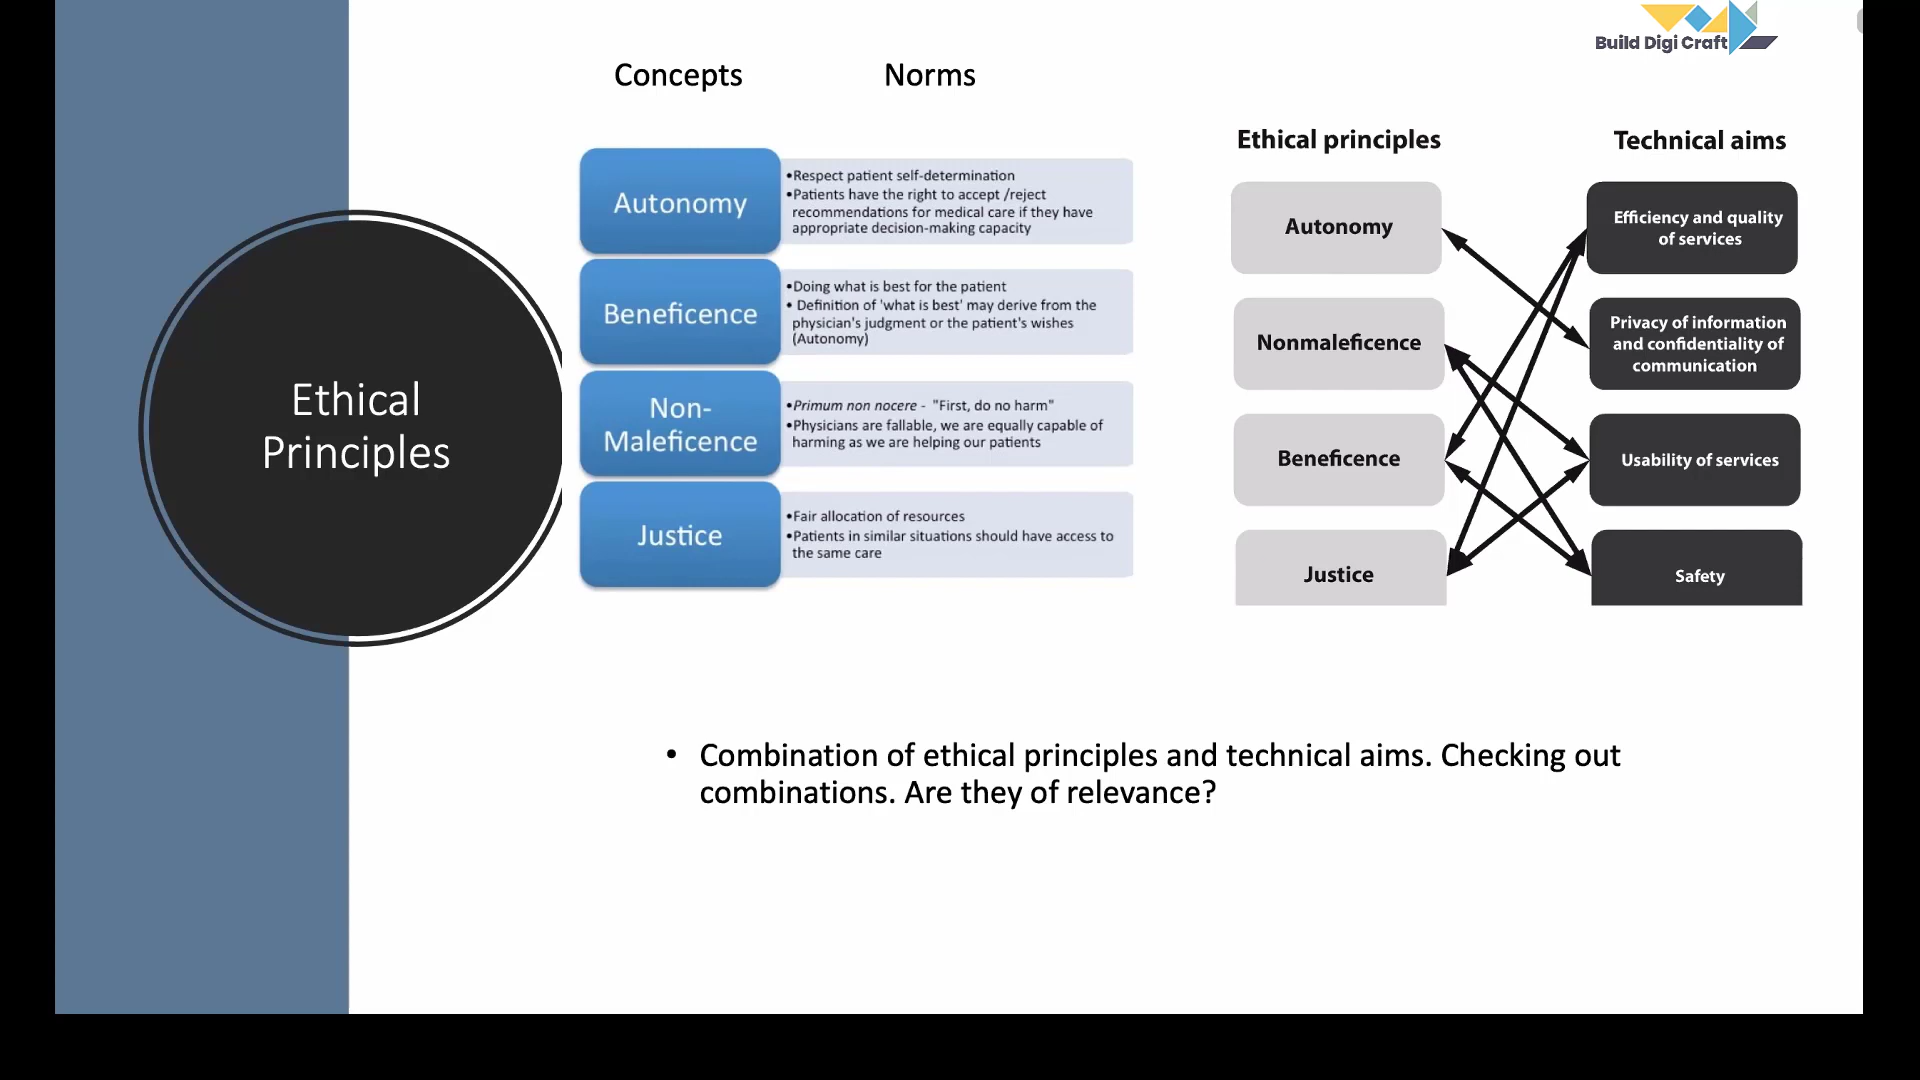 Build Digi Craft
Concepts
Norms
Ethical
Principles
Autonomy
•Respect patient self-determination
•Patients have the right to accept /reject
recommendations for medical care if they have
appropriate decision-making capacity
Beneficence
•Doing what is best for the patient
• Definition of 'what is best' may derive from the
physician's judgment or the patient's wishes
(Autonomy)
Non-
Maleficence
•Primum non nocere - "First, do no harm"
•Physicians are fallable, we are equally capable of
harming as we are helping our patients
Justice
•Fair allocation of resources
•Patients in similar situations should have access to
the same care
Ethical principles
Technical aims
Autonomy
Efficiency and quality
of services
Nonmaleficence
Privacy of information
and confidentiality of
communication
Beneficence
Usability of services
Justice
Safety
• Combination of ethical principles and technical aims. Checking out
combinations. Are they of relevance?